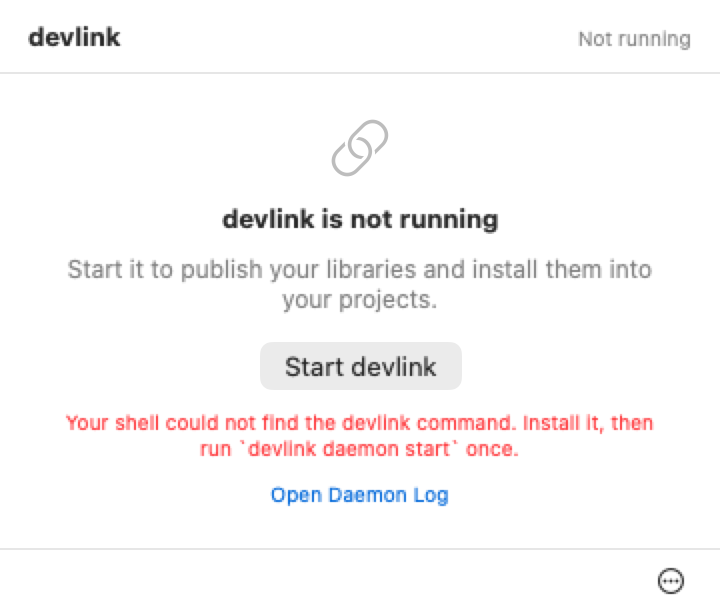 devlink
Not running
devlink is not running
Start it to publish your libraries and install them into
your projects.
Start devlink
Your shell could not find the devlink command. Install it, then
run `devlink daemon start` once.
Open Daemon Log